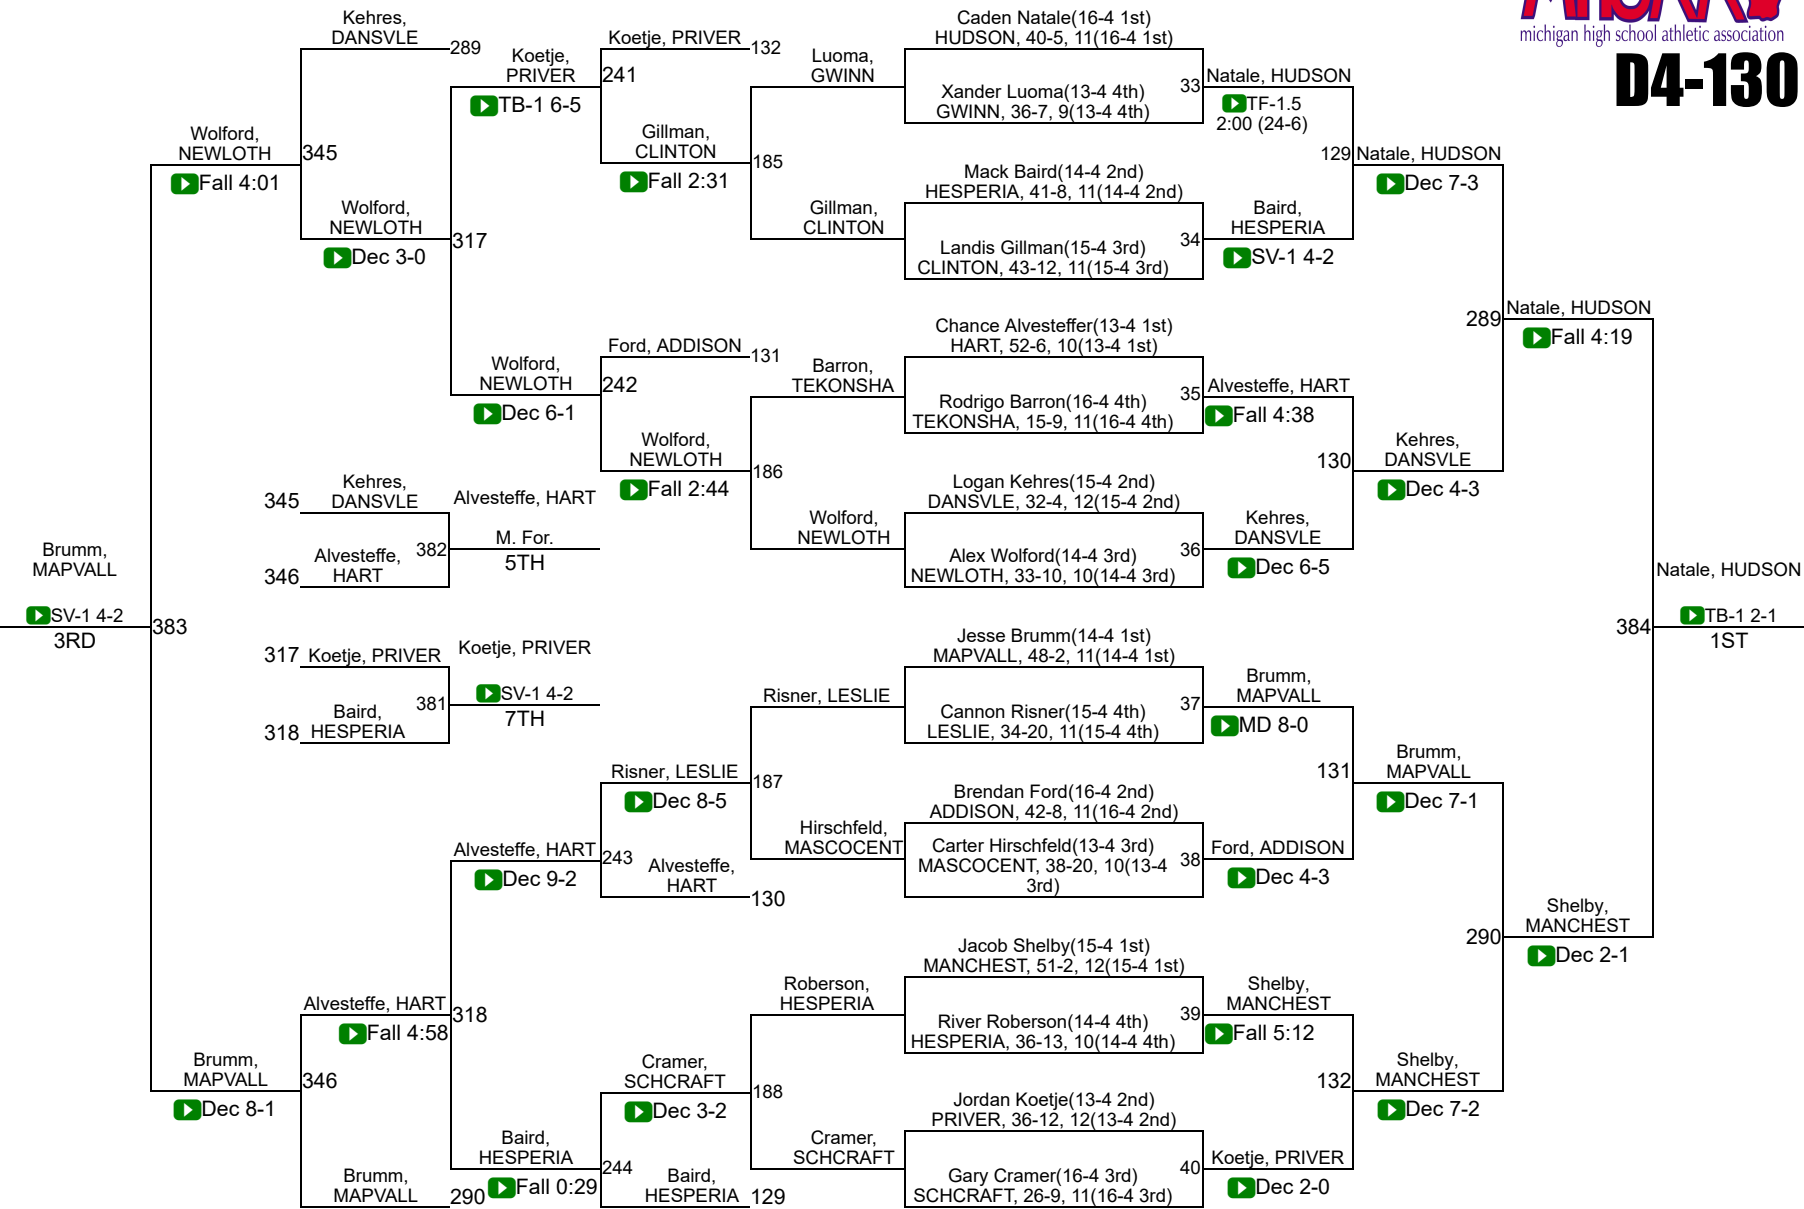 MHSAA
michigan high school athletic association
D4-130
Kehres,
DANSVLE
289
Koetje,
PRIVER
TB-1 6-5
Koetje, PRIVER
132
241
Luoma,
GWINN
Caden Natale(16-4 1st)
HUDSON, 40-5, 11(16-4 1st)
Xander Luoma(13-4 4th)
GWINN, 36-7, 9(13-4 4th)
33
Natale, HUDSON
TF-1.5
2:00 (24-6)
Wolford,
NEWLOTH
Fall 4:01
345
Gillman,
CLINTON
Fall 2:31
185
129
Natale, HUDSON
Dec 7-3
Wolford,
NEWLOTH
Dec 3-0
317
Gillman,
CLINTON
Mack Baird(14-4 2nd)
HESPERIA, 41-8, 11(14-4 2nd)
Landis Gillman(15-4 3rd)
CLINTON, 43-12, 11(15-4 3rd)
34
Baird,
HESPERIA
SV-1 4-2
289
Natale, HUDSON
Fall 4:19
Wolford,
NEWLOTH
Dec 6-1
Ford, ADDISON
131
242
Barron,
TEKONSHA
Chance Alvesteffer(13-4 1st)
HART, 52-6, 10(13-4 1st)
Rodrigo Barron(16-4 4th)
TEKONSHA, 15-9, 11(16-4 4th)
35
Alvesteffe, HART
Fall 4:38
Wolford,
NEWLOTH
Fall 2:44
186
130
Kehres,
DANSVLE
Dec 4-3
345
Kehres,
DANSVLE
Alvesteffe, HART
346
Alvesteffe,
HART
382
M. For.
5TH
Wolford,
NEWLOTH
Logan Kehres(15-4 2nd)
DANSVLE, 32-4, 12(15-4 2nd)
Alex Wolford(14-4 3rd)
NEWLOTH, 33-10, 10(14-4 3rd)
36
Kehres,
DANSVLE
Dec 6-5
Brumm,
MAPVALL
SV-1 4-2
3RD
383
384
Natale, HUDSON
TB-1 2-1
1ST
317
Koetje, PRIVER
Koetje, PRIVER
318
Baird,
HESPERIA
381
SV-1 4-2
7TH
Risner, LESLIE
Jesse Brumm(14-4 1st)
MAPVALL, 48-2, 11(14-4 1st)
Cannon Risner(15-4 4th)
LESLIE, 34-20, 11(15-4 4th)
37
Brumm,
MAPVALL
MD 8-0
Risner, LESLIE
Dec 8-5
187
131
Brumm,
MAPVALL
Dec 7-1
Alvesteffe, HART
Dec 9-2
243
Alvesteffe,
HART
130
Hirschfeld,
MASCOCENT
Brendan Ford(16-4 2nd)
ADDISON, 42-8, 11(16-4 2nd)
Carter Hirschfeld(13-4 3rd)
MASCOCENT, 38-20, 10(13-4
3rd)
38
Ford, ADDISON
Dec 4-3
290
Shelby,
MANCHEST
Dec 2-1
Alvesteffe, HART
Fall 4:58
318
Roberson,
HESPERIA
Jacob Shelby(15-4 1st)
MANCHEST, 51-2, 12(15-4 1st)
River Roberson(14-4 4th)
HESPERIA, 36-13, 10(14-4 4th)
39
Shelby,
MANCHEST
Fall 5:12
Brumm,
MAPVALL
Dec 8-1
346
Cramer,
SCHCRAFT
Dec 3-2
188
132
Shelby,
MANCHEST
Dec 7-2
Brumm,
MAPVALL
290
Baird,
HESPERIA
Fall 0:29
244
Baird,
HESPERIA
129
Cramer,
SCHCRAFT
Jordan Koetje(13-4 2nd)
PRIVER, 36-12, 12(13-4 2nd)
Gary Cramer(16-4 3rd)
SCHCRAFT, 26-9, 11(16-4 3rd)
40
Koetje, PRIVER
Dec 2-0